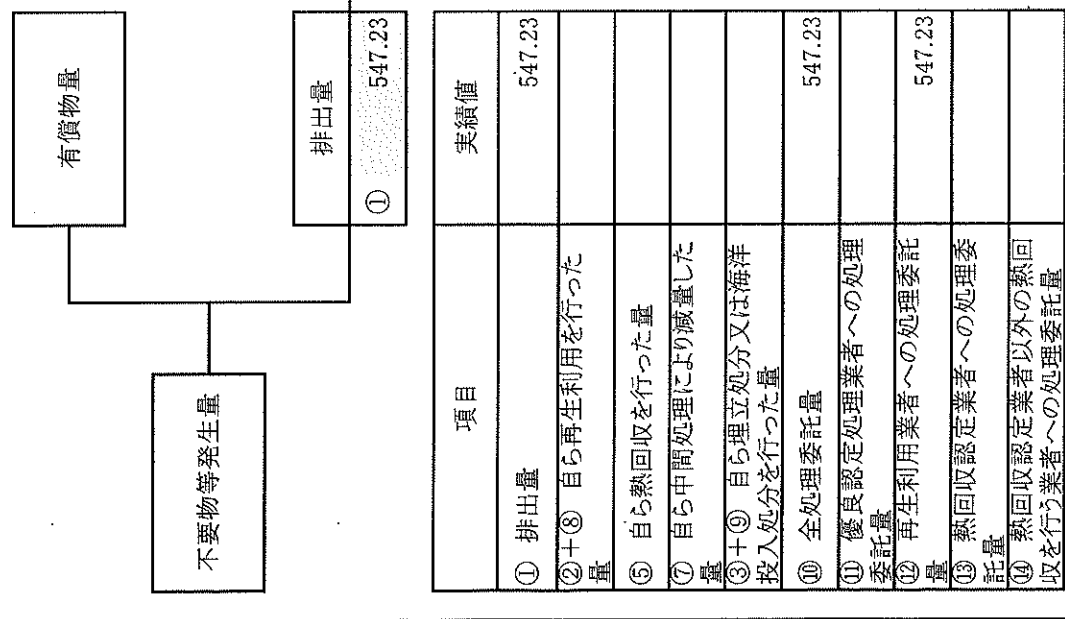 不要物等発生量
有償物量
排出量
① 547.23
項目 実績値
① 排出量 547.23
②+⑧ 自ら再生利用を行った
量
⑤ 自ら熱回収を行った量
⑦ 自ら中間処理により減量した
量
③+⑨ 自ら埋立処分又は海洋
投入処分を行った量
⑩ 全処理委託量 547.23
⑪ 優良認定処理業者への処理
委託量
⑫ 再生利用業者への処理委託
量 547.23
⑬ 熱回収認定業者への処理委
託量
⑭ 熱回収認定業者以外の熱回
収を行う業者への処理委託量